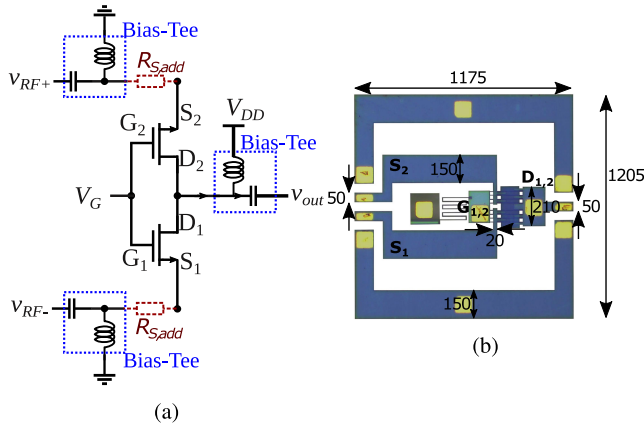 Bias-Tee
R_{S,add}
v_{RF+}
S_2
G_2
V_{DD}
Bias-Tee
D_2
V_G
v_{out}
D_1
G_1
S_1
v_{RF-}
R_{S,add}
Bias-Tee
(a)
1175
S_2
150
D_{1,2}
1205
50
G_{1,2}
210
50
20
S_1
150
(b)